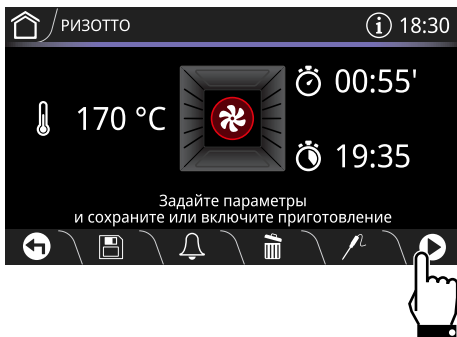 РИЗОТТО
18:30
170 °C
00:55'
19:35
Задайте параметры
и сохраните или включите приготовление